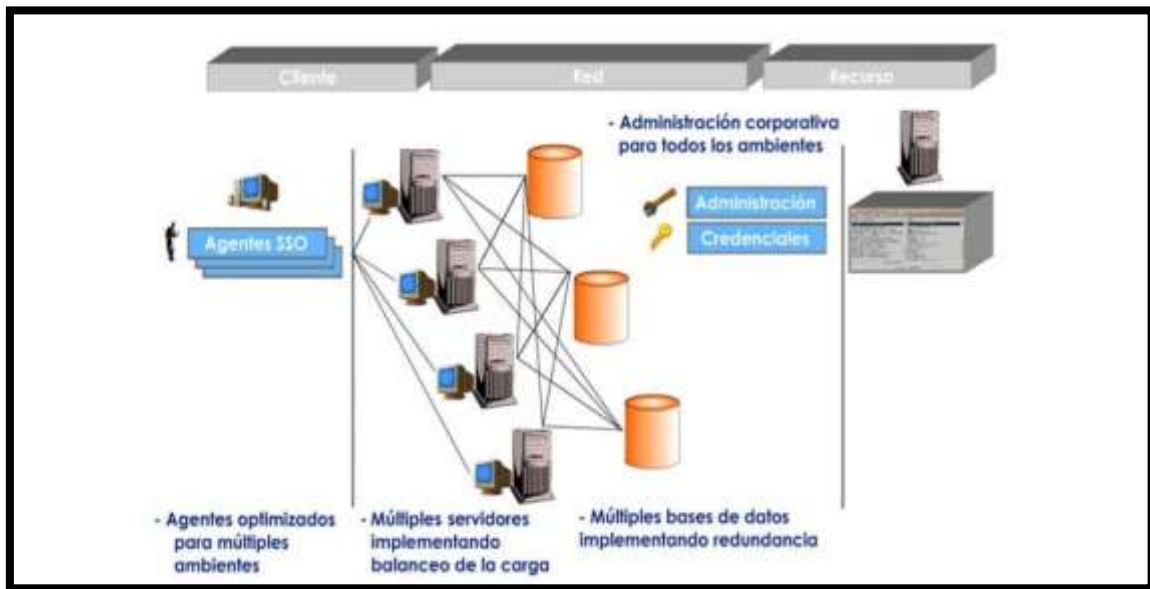 Cliente
Red
Recurso
- Administración corporativa
para todos los ambientes
Agentes SSO
Administración
Credenciales
- Agentes optimizados
para múltiples
ambientes
- Múltiples servidores
implementando
balanceo de la carga
- Múltiples bases de datos
implementando redundancia